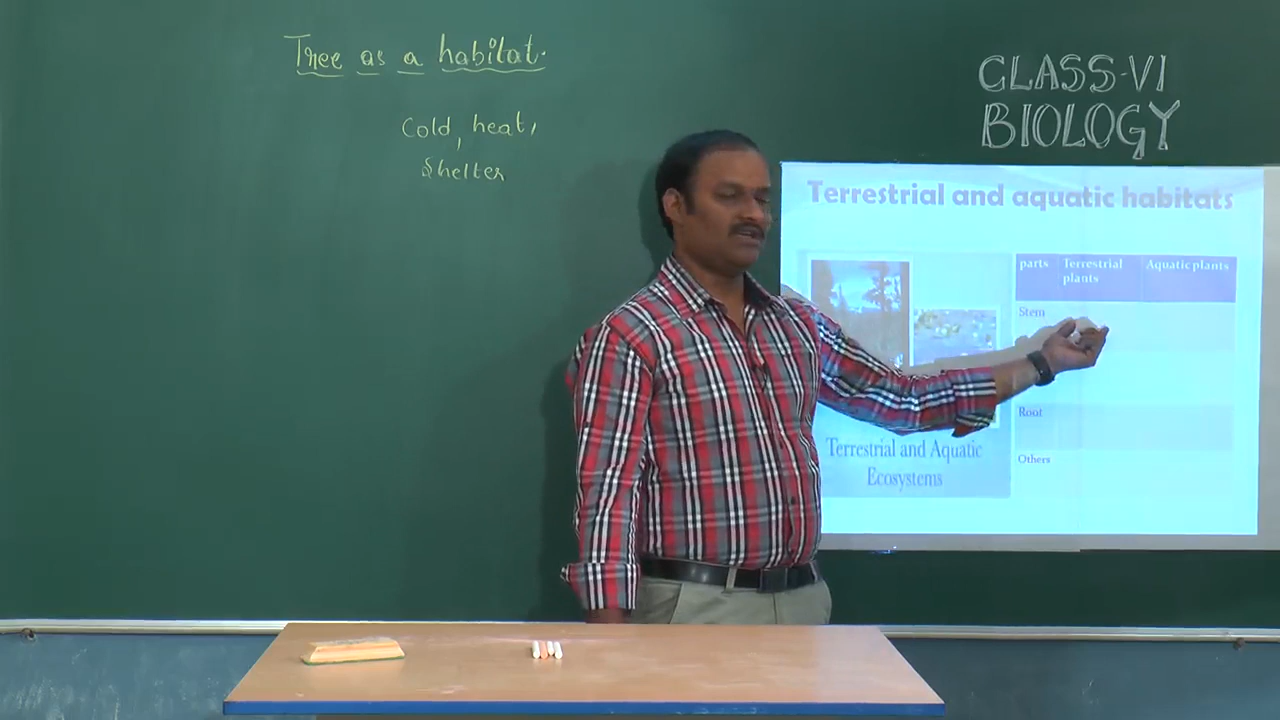 Tree as a habitat.
Cold, heat,
Shelter
CLASS-VI
BIOLOGY
Terrestrial and aquatic habitats
parts Terrestrial plants Aquatic plants
Stem
Root
Others
Terrestrial and Aquatic
Ecosystems